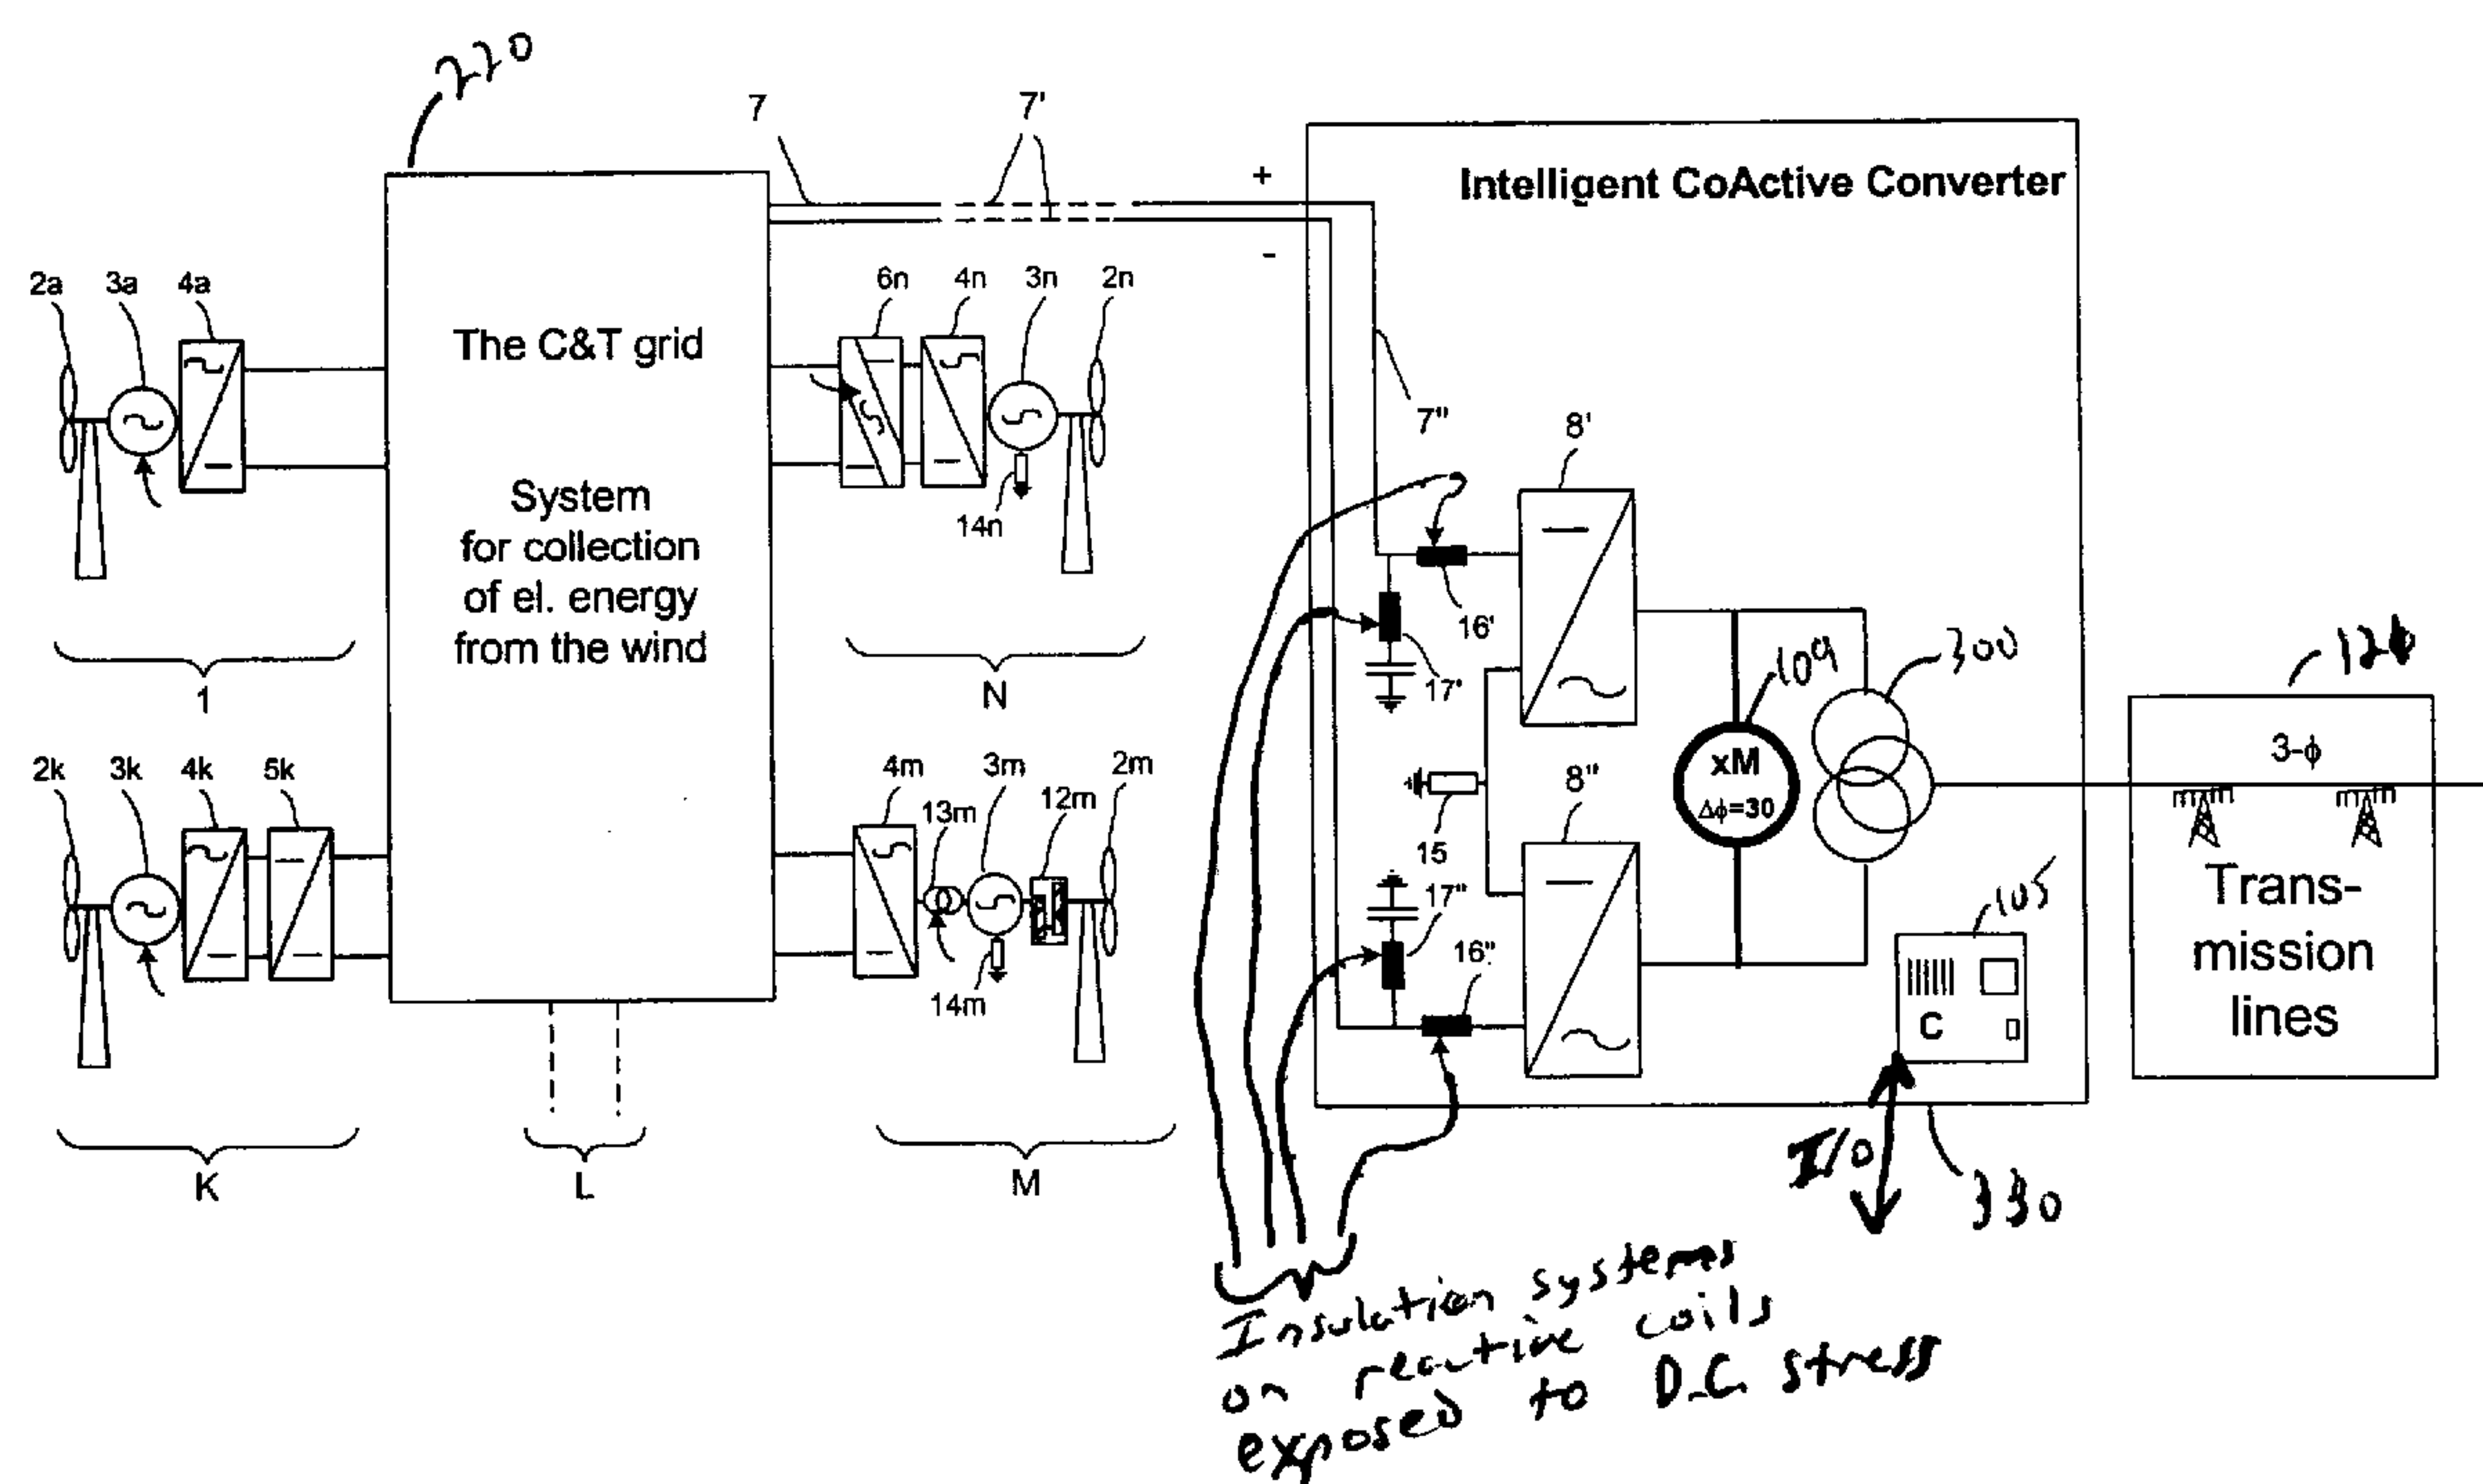 220
7
7'
+
-
Intelligent CoActive Converter
2a
3a
4a
6n
4n
3n
2n
The C&T grid
System
for collection
of el. energy
from the wind
14n
7"
8'
16'
17'
1
N
109
300
3-ϕ
xM
Δϕ=30
2k
3k
4k
5k
4m
3m
2m
13m
12m
8"
15
17"
16"
14m
105
C
Trans-
mission
lines
K
L
M
I/O
330
Insulation systems
on reactive coils
exposed to D.C. stress